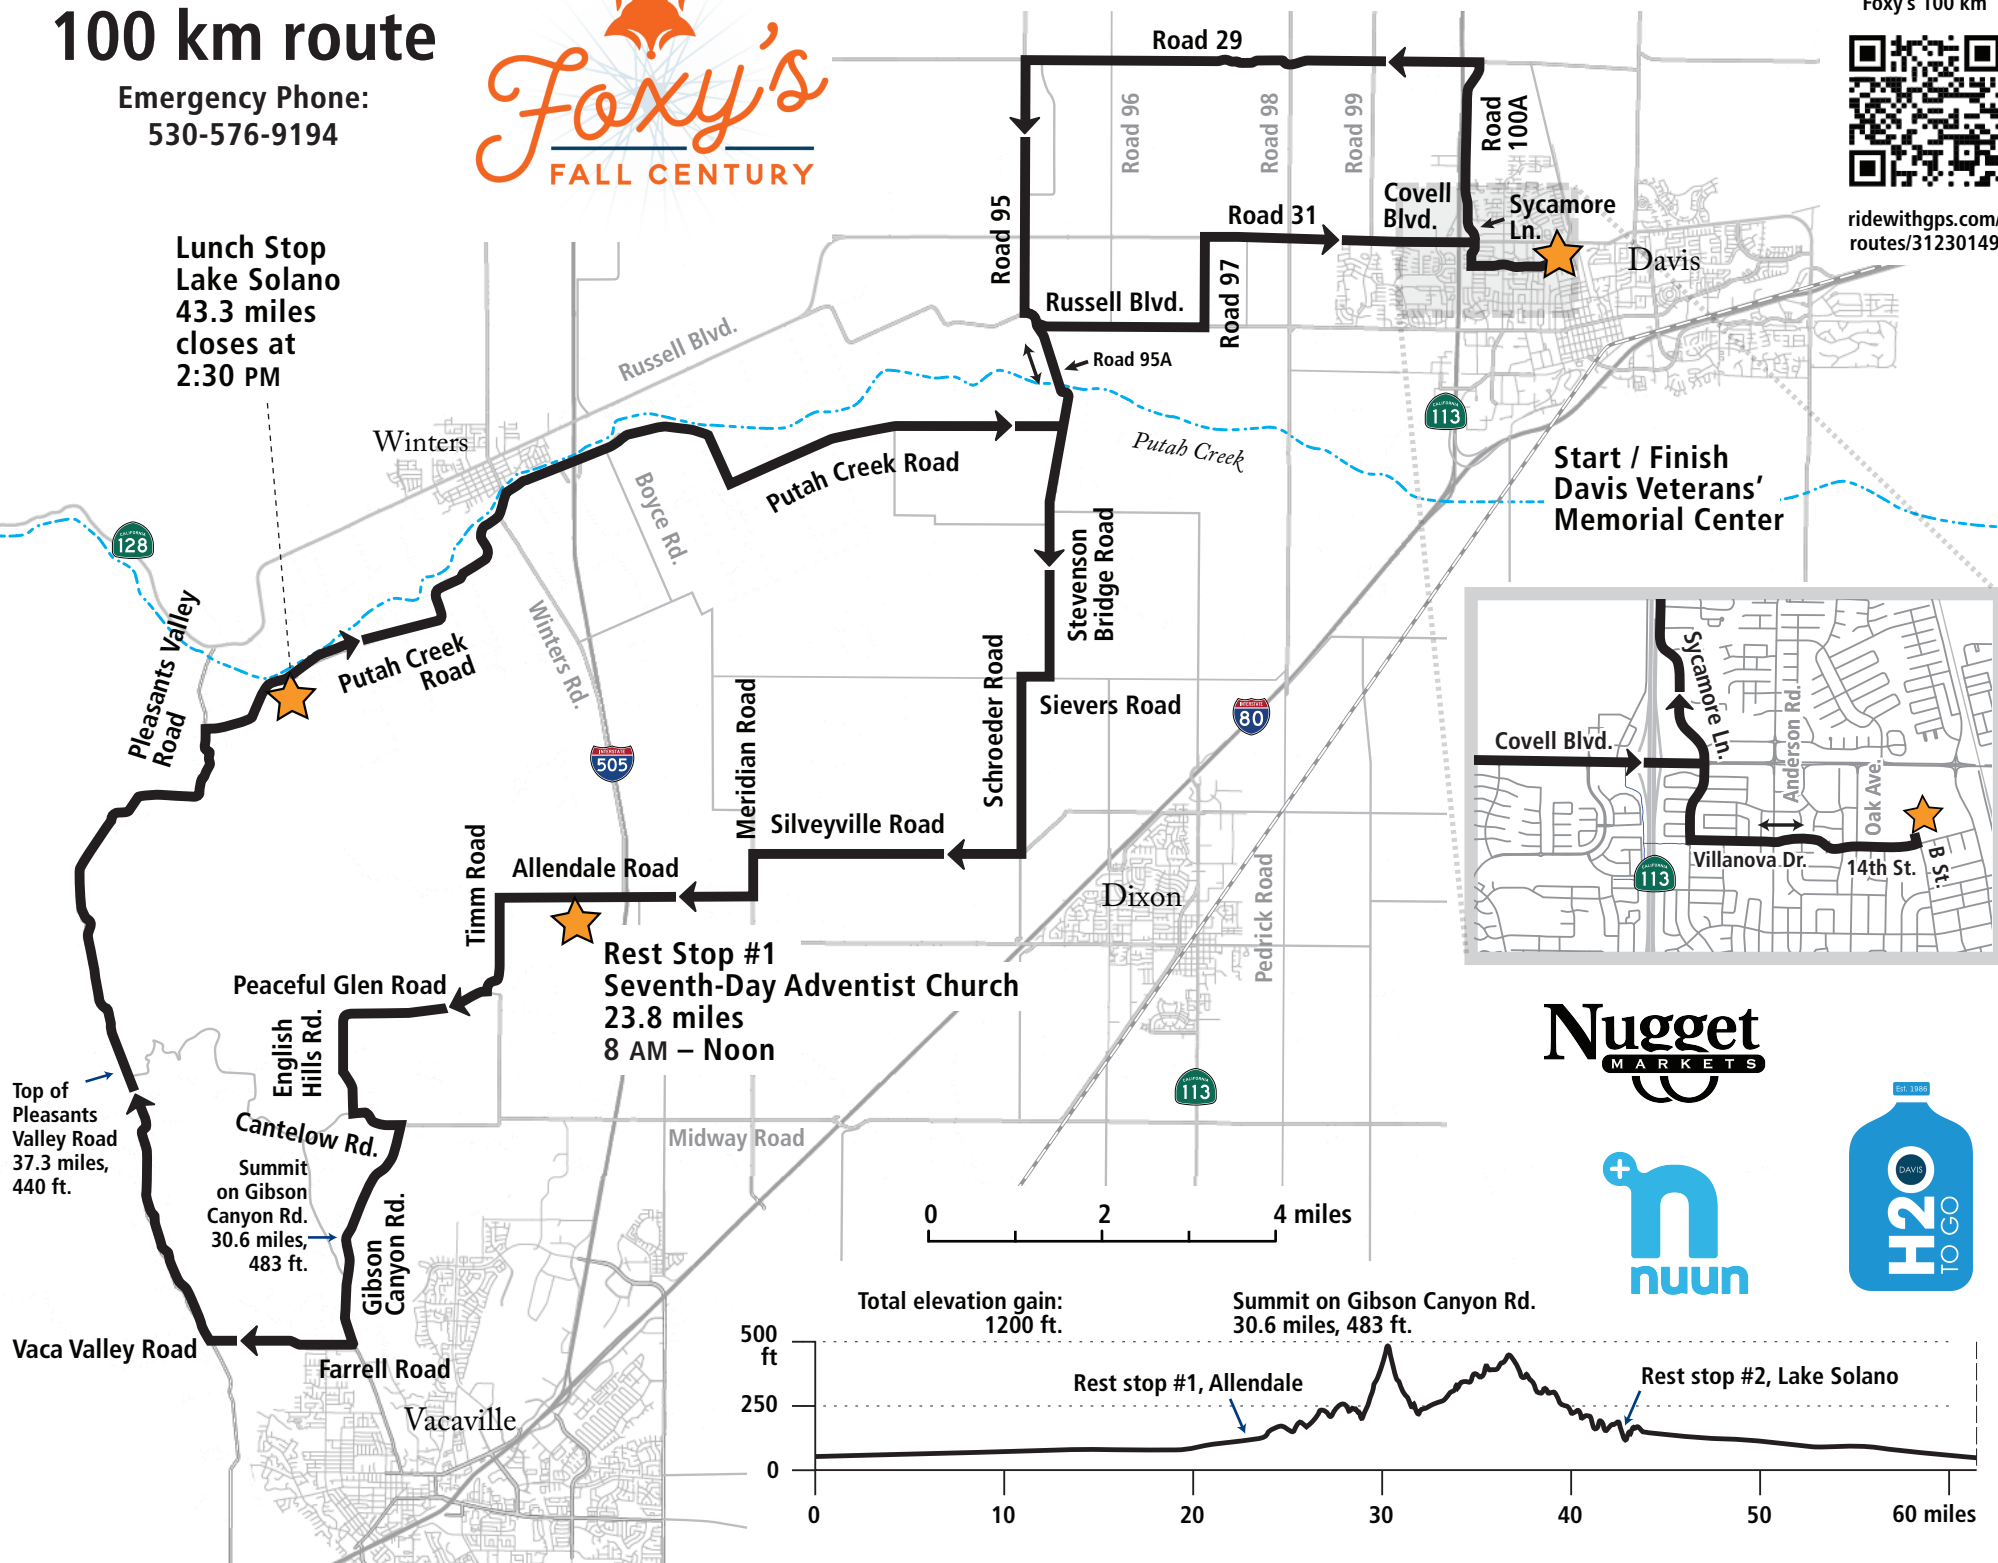 100 km route
Emergency Phone:
530-576-9194
Foxy's
FALL CENTURY
Foxy's 100 km
ridewithgps.com/
routes/31230149
Road 29
Road 96
Road 98
Road 99
Road
100A
Road 95
Road 31
Covell
Blvd.
Sycamore
Ln.
Davis
Russell Blvd.
Road 97
Road 95A
Lunch Stop
Lake Solano
43.3 miles
closes at
2:30 PM
Russell Blvd.
Winters
CALIFORNIA
113
Putah Creek
Putah Creek Road
Boyce Rd.
Start / Finish
Davis Veterans'
Memorial Center
CALIFORNIA
128
Stevenson
Bridge Road
Pleasants Valley
Road
Putah Creek
Road
Winters Rd.
Schroeder Road
Sievers Road
INTERSTATE
80
INTERSTATE
505
Meridian Road
Silveyville Road
Timm Road
Allendale Road
Dixon
Pedrick Road
Sycamore Ln.
Covell Blvd.
Anderson Rd.
Oak Ave.
Villanova Dr.
14th St.
B St.
CALIFORNIA
113
Rest Stop #1
Seventh-Day Adventist Church
23.8 miles
8 AM – Noon
Peaceful Glen Road
English
Hills Rd.
Cantelow Rd.
CALIFORNIA
113
Midway Road
Top of
Pleasants
Valley Road
37.3 miles,
440 ft.
Summit
on Gibson
Canyon Rd.
30.6 miles,
483 ft.
Gibson
Canyon Rd.
Vaca Valley Road
Farrell Road
Vacaville
0 2 4 miles
Nugget
MARKETS
nuun
Est. 1986
DAVIS
H2O
TO GO
Total elevation gain:
1200 ft.
Summit on Gibson Canyon Rd.
30.6 miles, 483 ft.
500
ft
250
0
Rest stop #1, Allendale
Rest stop #2, Lake Solano
0 10 20 30 40 50 60 miles